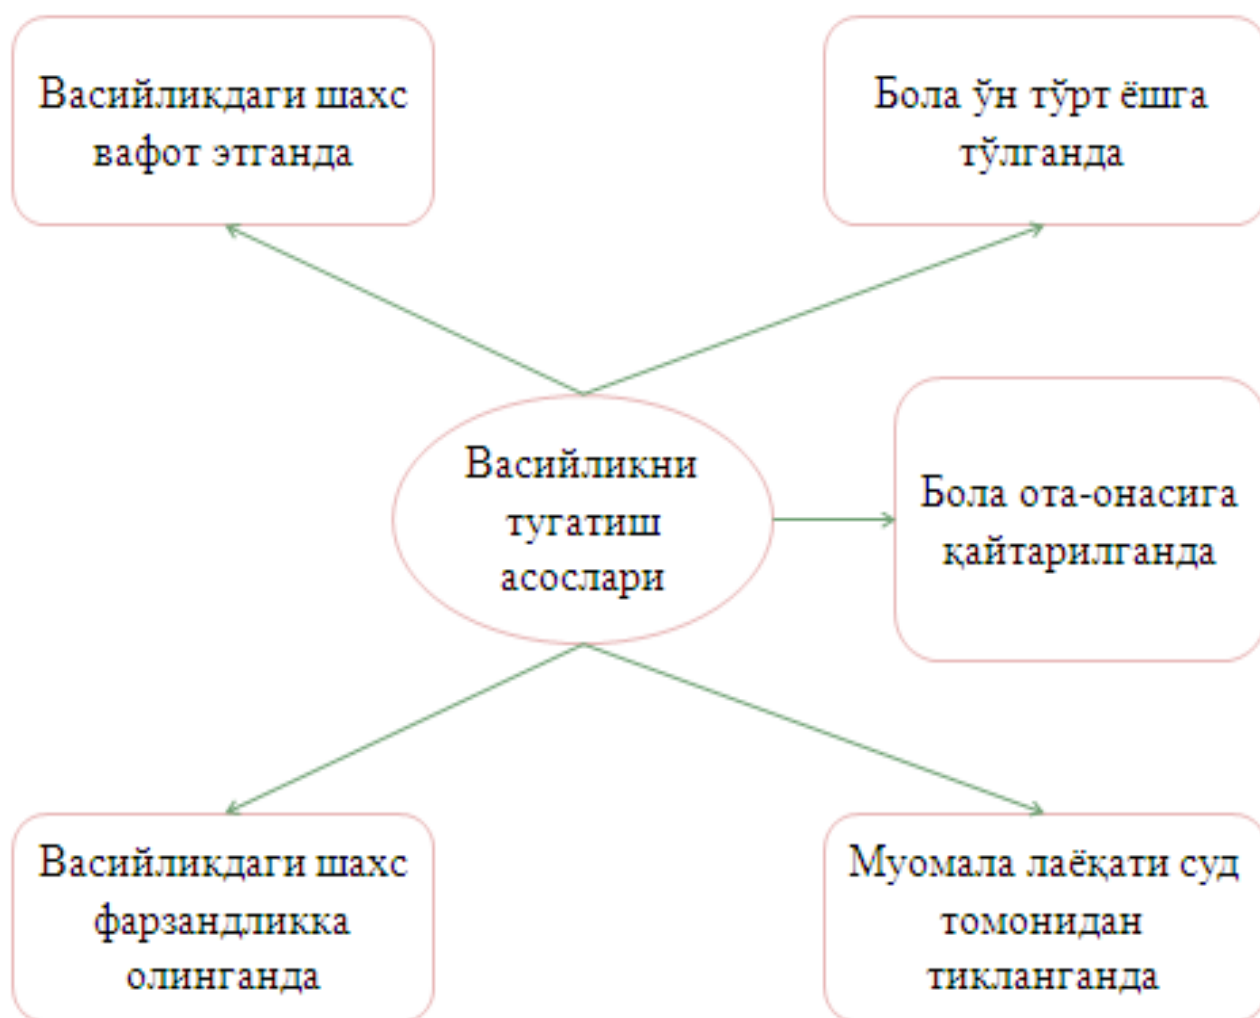 Васийликдаги шахс
вафот этганда
Бола ўн тўрт ёшга
тўлганда
Васийликни
тугатиш
асослари
Бола ота-онасига
қайтарилганда
Васийликдаги шахс
фарзандликка
олинганда
Муомала лаёқати суд
томонидан
тикланганда